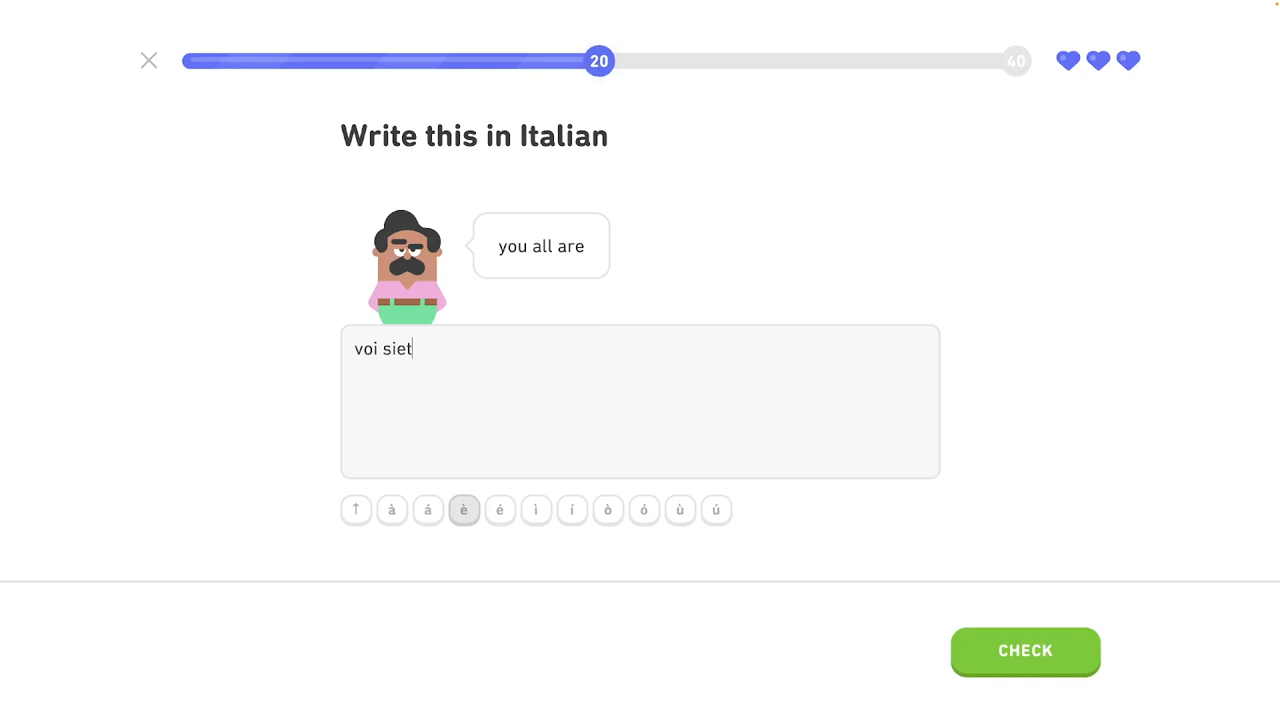 20
40
Write this in Italian
you all are
voi siet
↑ à á è é ì í ò ó ù ú
CHECK